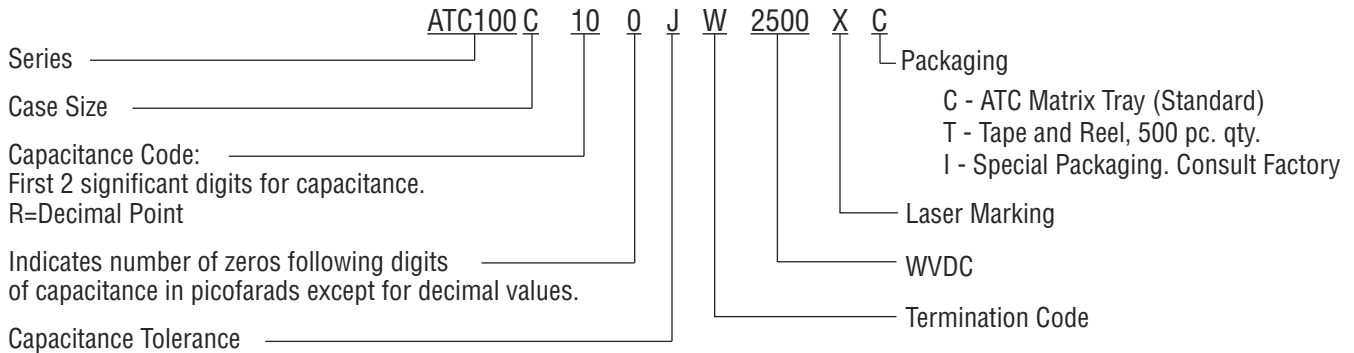 ATC100 C 10 0 J W 2500 X C
Series
Case Size
Capacitance Code:
First 2 significant digits for capacitance.
R=Decimal Point
Indicates number of zeros following digits
of capacitance in picofarads except for decimal values.
Capacitance Tolerance
Packaging
C - ATC Matrix Tray (Standard)
T - Tape and Reel, 500 pc. qty.
I - Special Packaging. Consult Factory
Laser Marking
WVDC
Termination Code